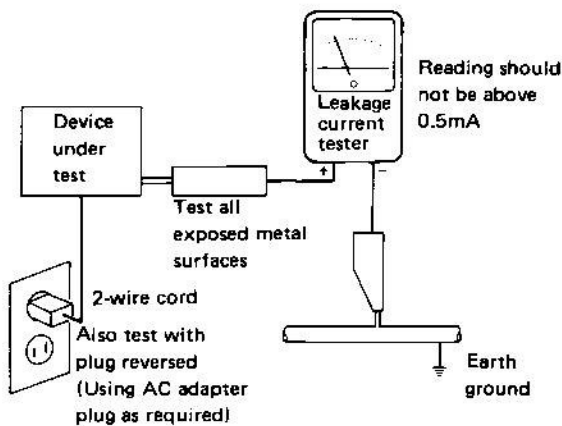 Device
under
test
Leakage
current
tester
+
−
Reading should
not be above
0.5mA
Test all
exposed metal
surfaces
2-wire cord
Also test with
plug reversed
(Using AC adapter
plug as required)
Earth
ground